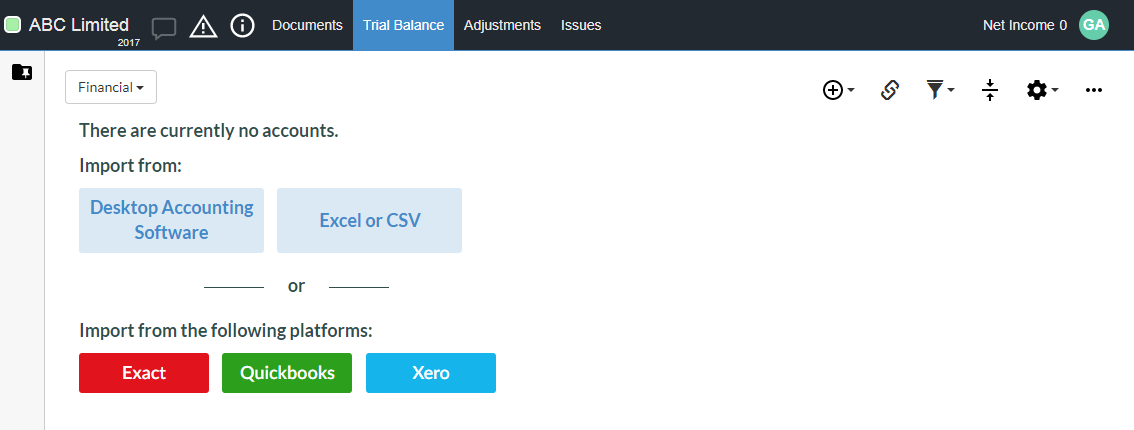 ABC Limited
2017
Documents
Trial Balance
Adjustments
Issues
Net Income 0
GA
Financial
There are currently no accounts.
Import from:
Desktop Accounting
Software
Excel or CSV
or
Import from the following platforms:
Exact
Quickbooks
Xero